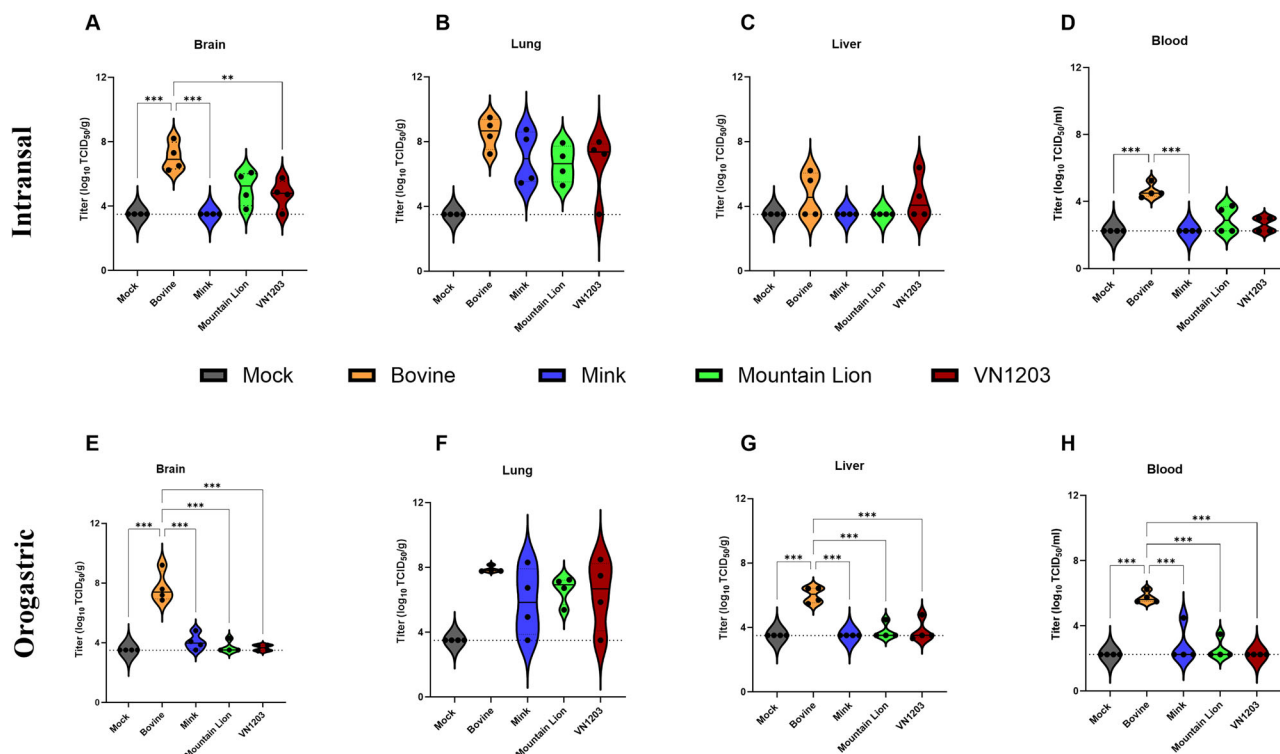 A
Brain
Titer (log10 TCID50/g)
12
8
4
0
***
***
**
Mock
Bovine
Mink
Mountain Lion
VN1203
B
Lung
Titer (log10 TCID50/g)
12
8
4
0
Mock
Bovine
Mink
Mountain Lion
VN1203
C
Liver
Titer (log10 TCID50/g)
12
8
4
0
Mock
Bovine
Mink
Mountain Lion
VN1203
D
Blood
Titer (log10 TCID50/ml)
12
8
4
0
***
***
Mock
Bovine
Mink
Mountain Lion
VN1203
Intransal
Mock
Bovine
Mink
Mountain Lion
VN1203
Orogastric
E
Brain
Titer (log10 TCID50/g)
12
8
4
0
***
***
***
***
Mock
Bovine
Mink
Mountain Lion
VN1203
F
Lung
Titer (log10 TCID50/g)
12
8
4
0
Mock
Bovine
Mink
Mountain Lion
VN1203
G
Liver
Titer (log10 TCID50/g)
12
8
4
0
***
***
***
***
Mock
Bovine
Mink
Mountain Lion
VN1203
H
Blood
Titer (log10 TCID50/ml)
12
8
4
0
***
***
***
***
Mock
Bovine
Mink
Mountain Lion
VN1203